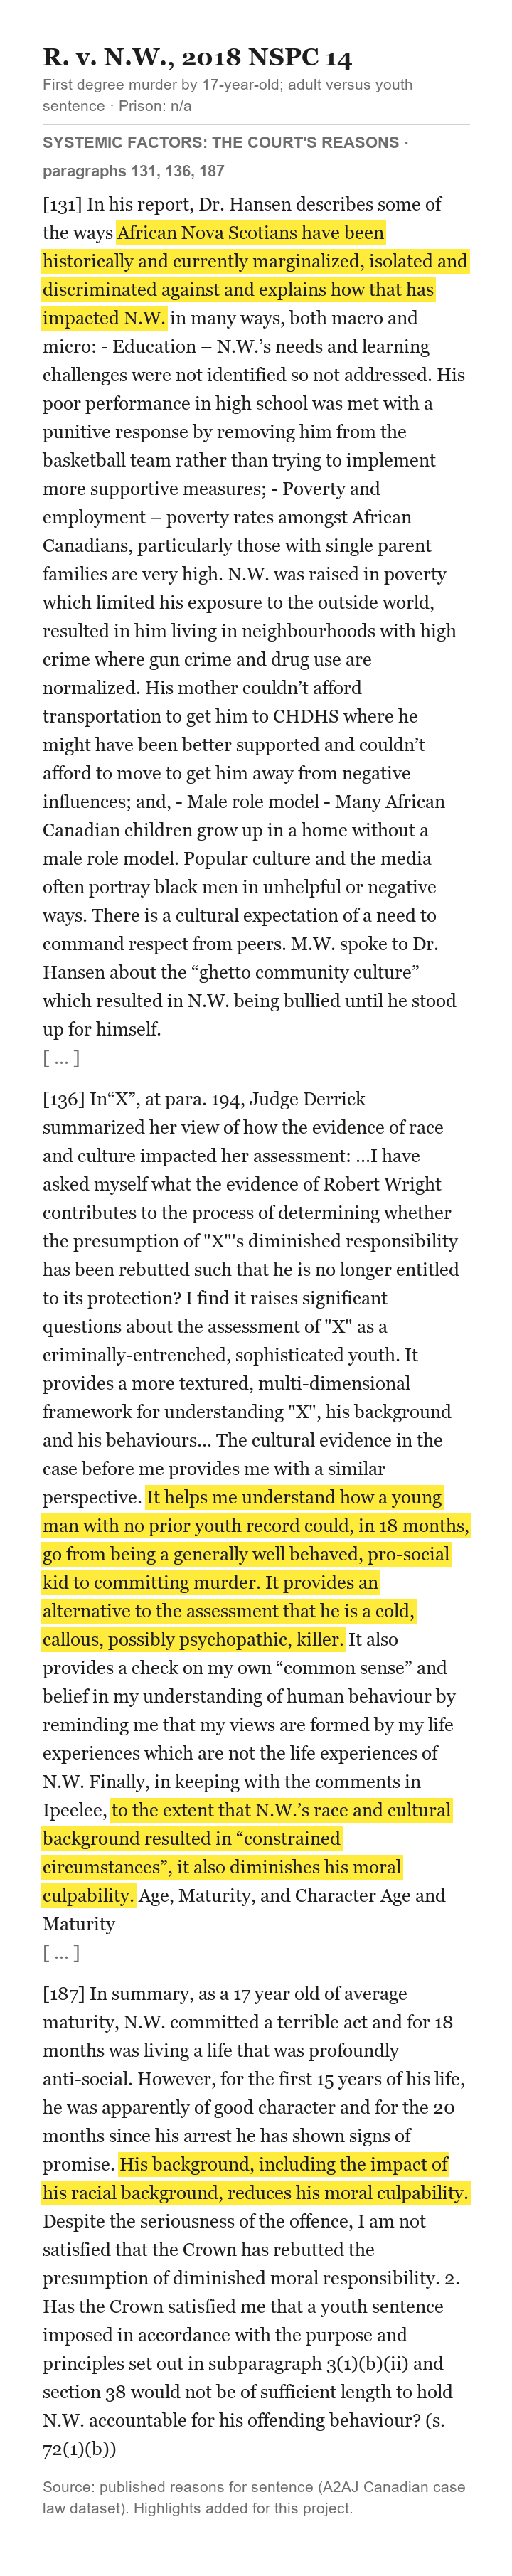 R. v. N.W., 2018 NSPC 14
First degree murder by 17-year-old; adult versus youth
sentence · Prison: n/a
SYSTEMIC FACTORS: THE COURT'S REASONS ·
paragraphs 131, 136, 187
[131] In his report, Dr. Hansen describes some of
the ways African Nova Scotians have been
historically and currently marginalized, isolated and
discriminated against and explains how that has
impacted N.W. in many ways, both macro and
micro: - Education – N.W.’s needs and learning
challenges were not identified so not addressed. His
poor performance in high school was met with a
punitive response by removing him from the
basketball team rather than trying to implement
more supportive measures; - Poverty and
employment – poverty rates amongst African
Canadians, particularly those with single parent
families are very high. N.W. was raised in poverty
which limited his exposure to the outside world,
resulted in him living in neighbourhoods with high
crime where gun crime and drug use are
normalized. His mother couldn’t afford
transportation to get him to CHDHS where he
might have been better supported and couldn’t
afford to move to get him away from negative
influences; and, - Male role model - Many African
Canadian children grow up in a home without a
male role model. Popular culture and the media
often portray black men in unhelpful or negative
ways. There is a cultural expectation of a need to
command respect from peers. M.W. spoke to Dr.
Hansen about the “ghetto community culture”
which resulted in N.W. being bullied until he stood
up for himself.
[ ... ]
[136] In“X”, at para. 194, Judge Derrick
summarized her view of how the evidence of race
and culture impacted her assessment: …I have
asked myself what the evidence of Robert Wright
contributes to the process of determining whether
the presumption of "X"'s diminished responsibility
has been rebutted such that he is no longer entitled
to its protection? I find it raises significant
questions about the assessment of "X" as a
criminally-entrenched, sophisticated youth. It
provides a more textured, multi-dimensional
framework for understanding "X", his background
and his behaviours… The cultural evidence in the
case before me provides me with a similar
perspective. It helps me understand how a young
man with no prior youth record could, in 18 months,
go from being a generally well behaved, pro-social
kid to committing murder. It provides an
alternative to the assessment that he is a cold,
callous, possibly psychopathic, killer. It also
provides a check on my own “common sense” and
belief in my understanding of human behaviour by
reminding me that my views are formed by my life
experiences which are not the life experiences of
N.W. Finally, in keeping with the comments in
Ipeelee, to the extent that N.W.’s race and cultural
background resulted in “constrained
circumstances”, it also diminishes his moral
culpability. Age, Maturity, and Character Age and
Maturity
[ ... ]
[187] In summary, as a 17 year old of average
maturity, N.W. committed a terrible act and for 18
months was living a life that was profoundly
anti-social. However, for the first 15 years of his life,
he was apparently of good character and for the 20
months since his arrest he has shown signs of
promise. His background, including the impact of
his racial background, reduces his moral culpability.
Despite the seriousness of the offence, I am not
satisfied that the Crown has rebutted the
presumption of diminished moral responsibility. 2.
Has the Crown satisfied me that a youth sentence
imposed in accordance with the purpose and
principles set out in subparagraph 3(1)(b)(ii) and
section 38 would not be of sufficient length to hold
N.W. accountable for his offending behaviour? (s.
72(1)(b))
Source: published reasons for sentence (A2AJ Canadian case
law dataset). Highlights added for this project.